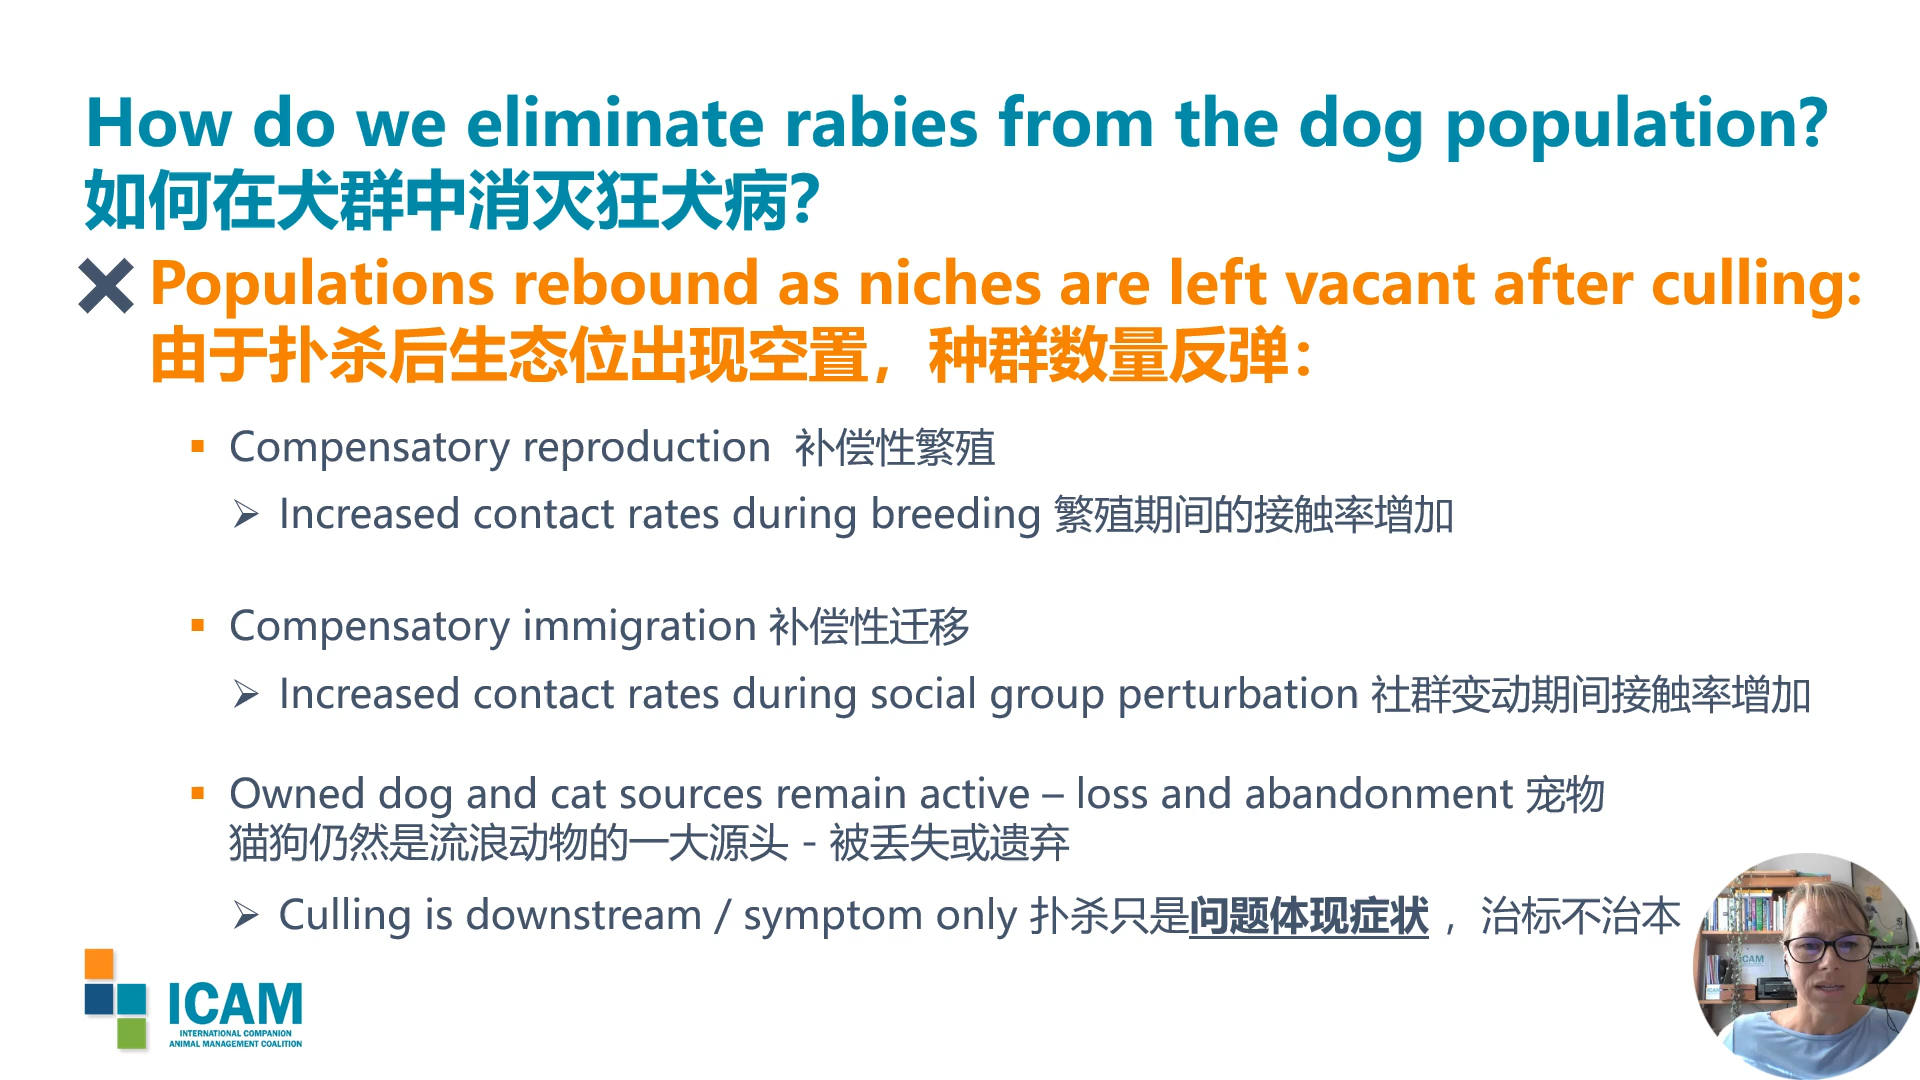 How do we eliminate rabies from the dog population?
如何在犬群中消灭狂犬病?
Populations rebound as niches are left vacant after culling:
由于扑杀后生态位出现空置，种群数量反弹：
Compensatory reproduction 补偿性繁殖
Increased contact rates during breeding 繁殖期间的接触率增加
Compensatory immigration 补偿性迁移
Increased contact rates during social group perturbation 社群变动期间接触率增加
Owned dog and cat sources remain active – loss and abandonment 宠物
猫狗仍然是流浪动物的一大源头 - 被丢失或遗弃
Culling is downstream / symptom only 扑杀只是问题体现症状 ，治标不治本
ICAM
INTERNATIONAL COMPANION
ANIMAL MANAGEMENT COALITION
ICAM